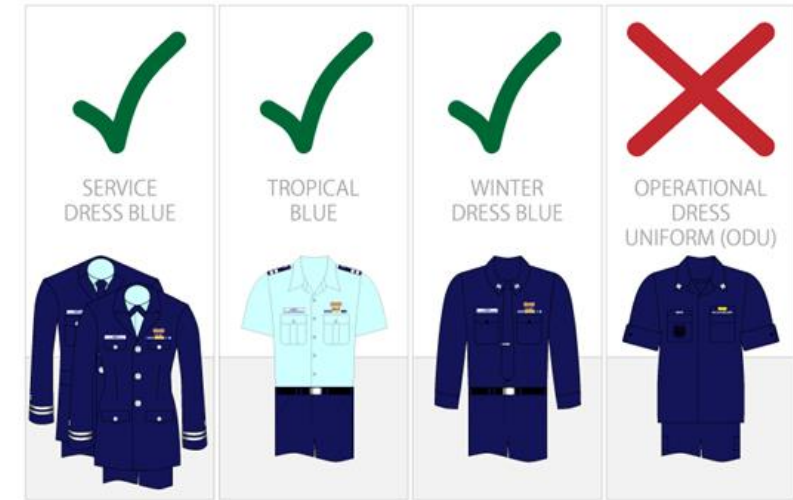 SERVICE
DRESS BLUE
TROPICAL
BLUE
WINTER
DRESS BLUE
OPERATIONAL
DRESS
UNIFORM (ODU)